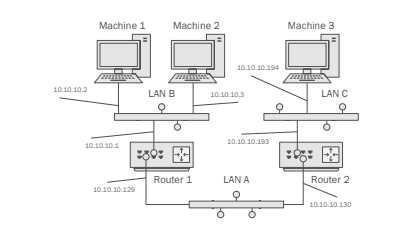 Machine 1
Machine 2
Machine 3
10.10.10.194
10.10.10.2
LAN B
10.10.10.3
LAN C
10.10.10.1
10.10.10.193
Router 1
LAN A
Router 2
10.10.10.129
10.10.10.130